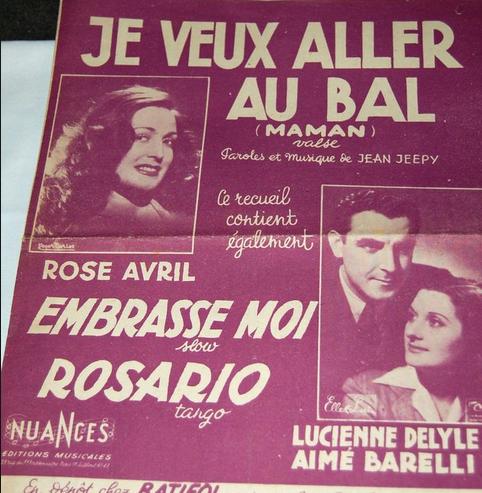 JE VEUX ALLER
AU BAL
(MAMAN)
valse
Paroles et Musique de JEAN JEEPY
Ce recueil
contient
également
ROSE AVRIL
EMBRASSE MOI
slow
ROSARIO
tango
LUCIENNE DELYLE
AIMÉ BARELLI
NUANCES
ÉDITIONS MUSICALES
En Dépôt chez BATIFOL